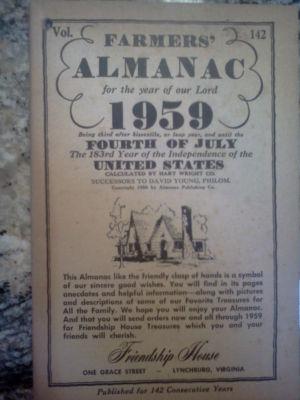 Vol. 142
FARMERS'
ALMANAC
for the year of our Lord
1959
Being third after bissextile, or leap year, and until the
FOURTH OF JULY
The 183rd Year of the Independence of the
UNITED STATES
CALCULATED BY HART WRIGHT CO.
SUCCESSORS TO DAVID YOUNG, PHILOM.
Copyright 1958 by Almanac Publishing Co.
This Almanac like the friendly clasp of hands is a symbol
of our sincere good wishes. You will find in its pages
anecdotes and helpful information—along with pictures
and descriptions of some of our Favorite Treasures for
All the Family. We hope you will enjoy your Almanac.
And that you will send orders now and all through 1959
for Friendship House Treasures which you and your
friends will cherish.
Friendship House
ONE GRACE STREET — LYNCHBURG, VIRGINIA
Published for 142 Consecutive Years